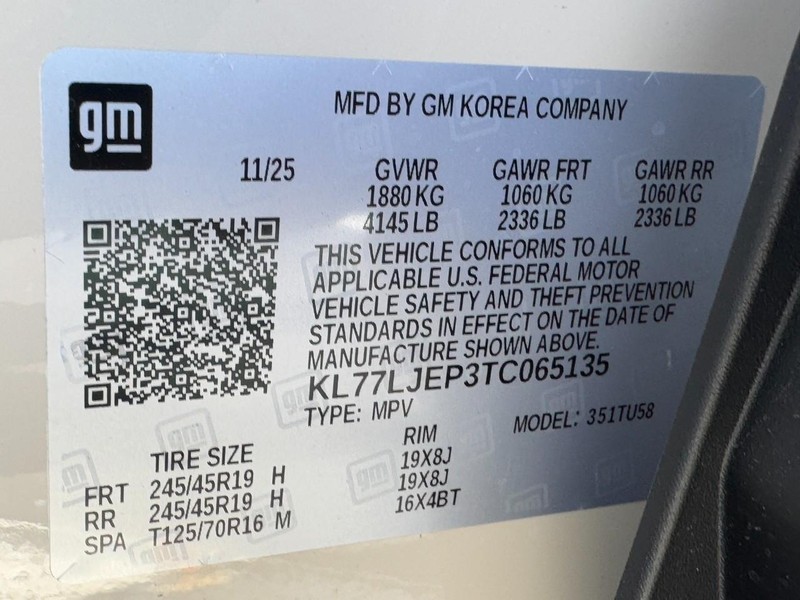 gm
MFD BY GM KOREA COMPANY
11/25 GVWR GAWR FRT GAWR RR
1880 KG 1060 KG 1060 KG
4145 LB 2336 LB 2336 LB
THIS VEHICLE CONFORMS TO ALL
APPLICABLE U.S. FEDERAL MOTOR
VEHICLE SAFETY AND THEFT PREVENTION
STANDARDS IN EFFECT ON THE DATE OF
MANUFACTURE SHOWN ABOVE.
KL77LJEP3TC065135
TYPE: MPV MODEL: 351TU58
TIRE SIZE RIM
FRT 245/45R19 H 19X8J
RR 245/45R19 H 19X8J
SPA T125/70R16 M 16X4BT